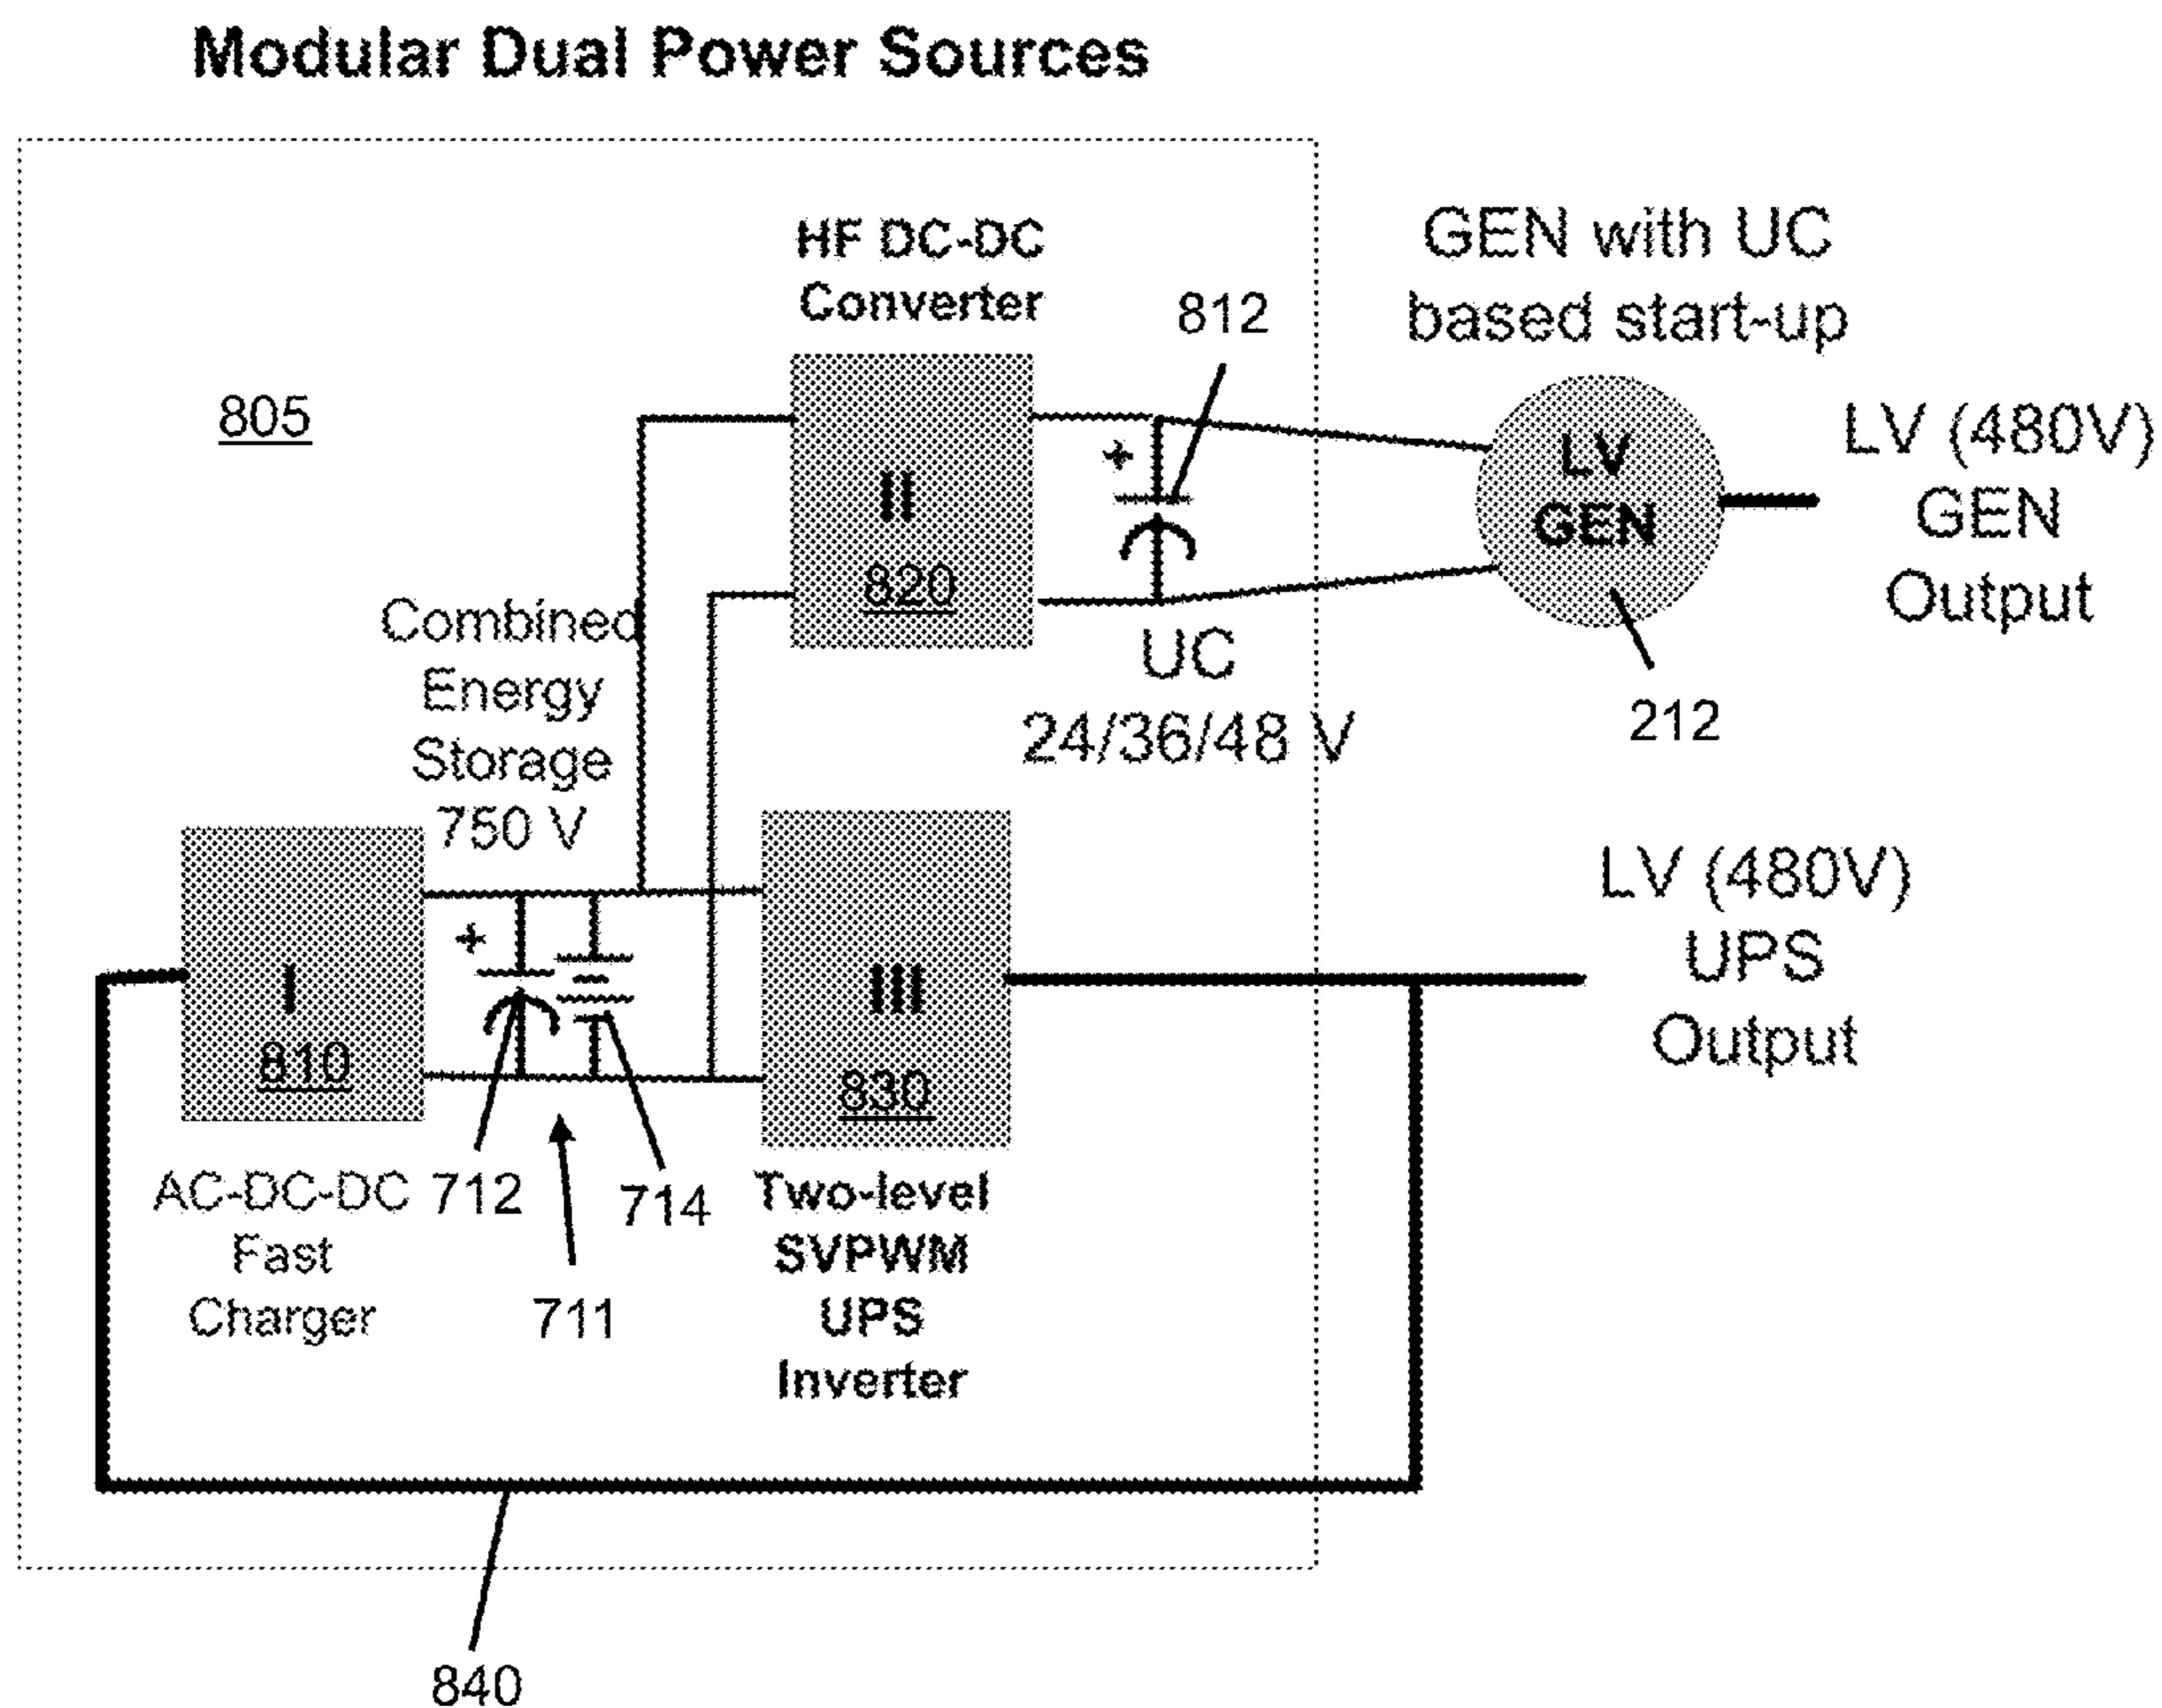 Modular Dual Power Sources
805
HF DC-DC
Converter
812
GEN with UC
based start-up
II
820
+
LV
GEN
212
LV (480V)
GEN
Output
UC
24/36/48 V
Combined
Energy
Storage
750 V
I
810
+
III
830
LV (480V)
UPS
Output
AC-DC-DC
Fast
Charger
712
711
714
Two-level
SVPWM
UPS
Inverter
840